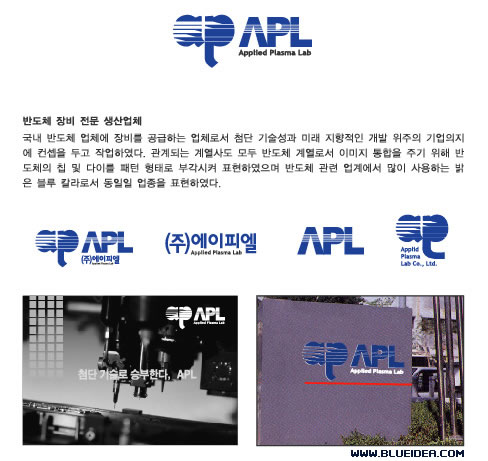 ap APL
Applied Plasma Lab
반도체 장비 전문 생산업체
국내 반도체 업체에 장비를 공급하는 업체로서 첨단 기술성과 미래 지향적인 개발 위주의 기업의지
에 컨셉을 두고 작업하였다. 관계되는 계열사도 모두 반도체 계열로서 이미지 통합을 주기 위해 반
도체의 칩 및 다이를 패턴 형태로 부각시켜 표현하였으며 반도체 관련 업계에서 많이 사용하는 밝
은 블루 칼라로서 동일일 업종을 표현하였다.
ap APL
(주)에이피엘
Applied Plasma Lab
(주)에이피엘
Applied Plasma Lab
APL
ap
Applid
Plasma
Lab Co., Ltd.
ap APL
Applied Plasma Lab
첨단 기술로 승부한다. APL
ap APL
Applied Plasma Lab
WWW.BLUEIDEA.COM